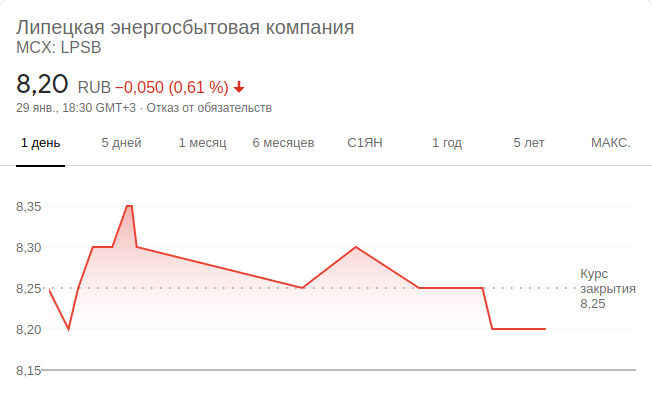 Липецкая энергосбытовая компания
MCX: LPSB
8,20 RUB −0,050 (0,61 %)
29 янв., 18:30 GMT+3 · Отказ от обязательств
1 день 5 дней 1 месяц 6 месяцев С1ЯН 1 год 5 лет МАКС.
8,35
8,30
8,25
8,20
8,15
Курс
закрытия
8,25